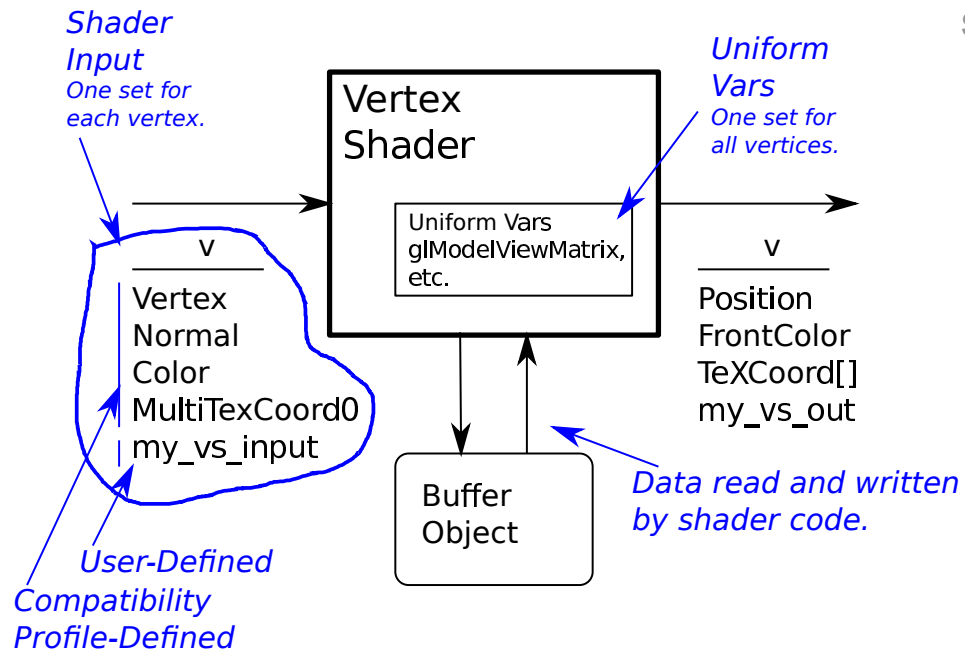 Shader
Input
One set for
each vertex.
Vertex
Shader
Uniform
Vars
One set for
all vertices.
Uniform Vars
glModelViewMatrix,
etc.
v
Vertex
Normal
Color
MultiTexCoord0
my_vs_input
v
Position
FrontColor
TeXCoord[]
my_vs_out
Buffer
Object
Data read and written
by shader code.
User-Defined
Compatibility
Profile-Defined